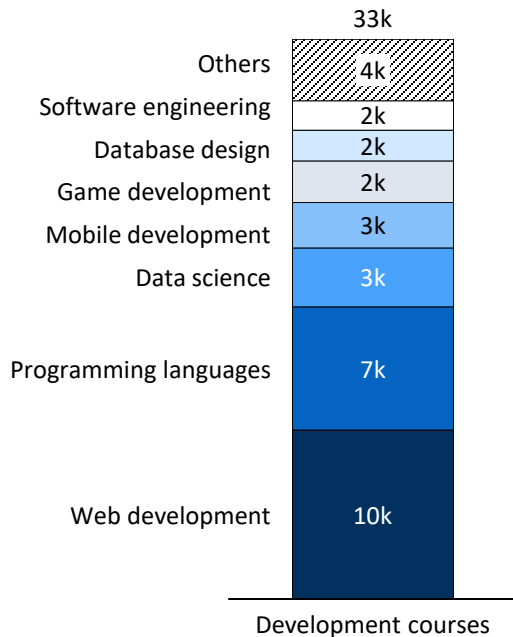 33k
Others 4k
Software engineering 2k
Database design 2k
Game development 2k
Mobile development 3k
Data science 3k
Programming languages 7k
Web development 10k
Development courses